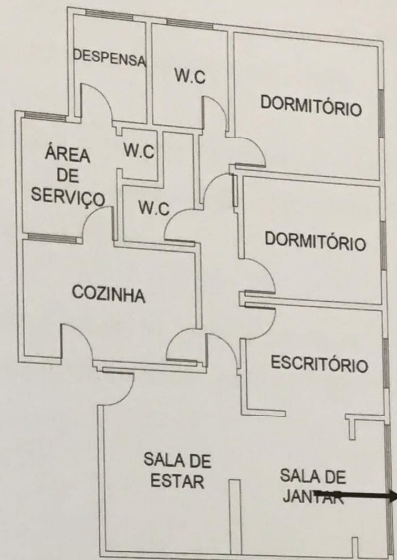 DESPENSA
W.C
DORMITÓRIO
ÁREA
DE
SERVIÇO
W.C
W.C
DORMITÓRIO
COZINHA
ESCRITÓRIO
SALA DE
ESTAR
SALA DE
JANTAR